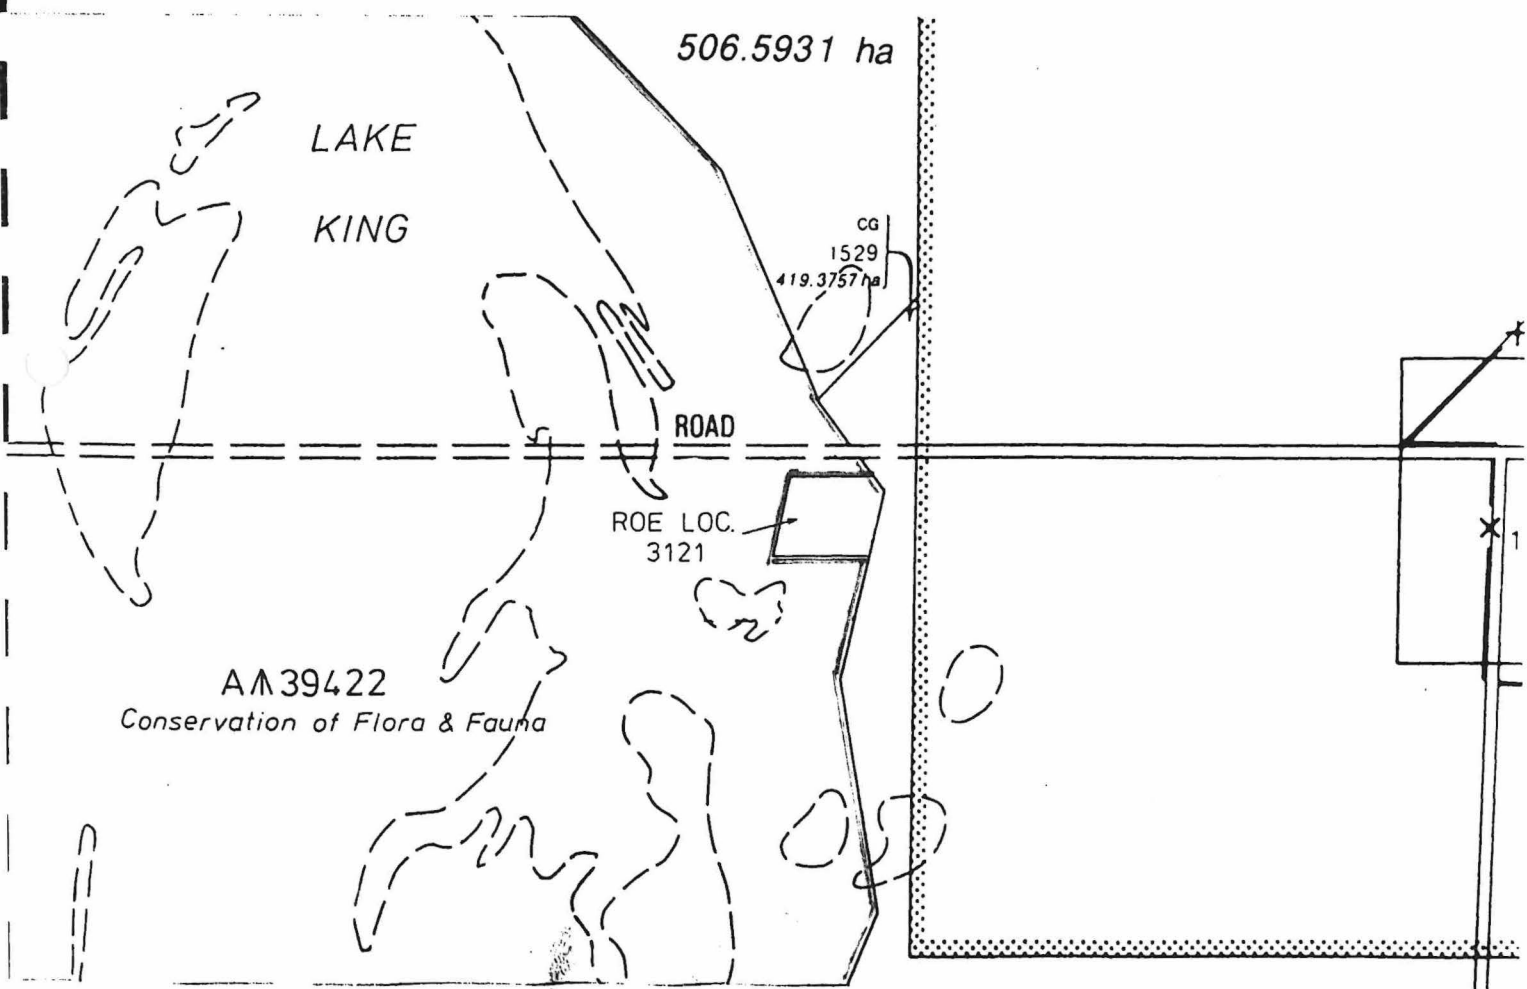 506.5931 ha
LAKE
KING
CG
1529
419.3757 ha
ROAD
ROE LOC.
3121
1
A 39422
Conservation of Flora & Fauna